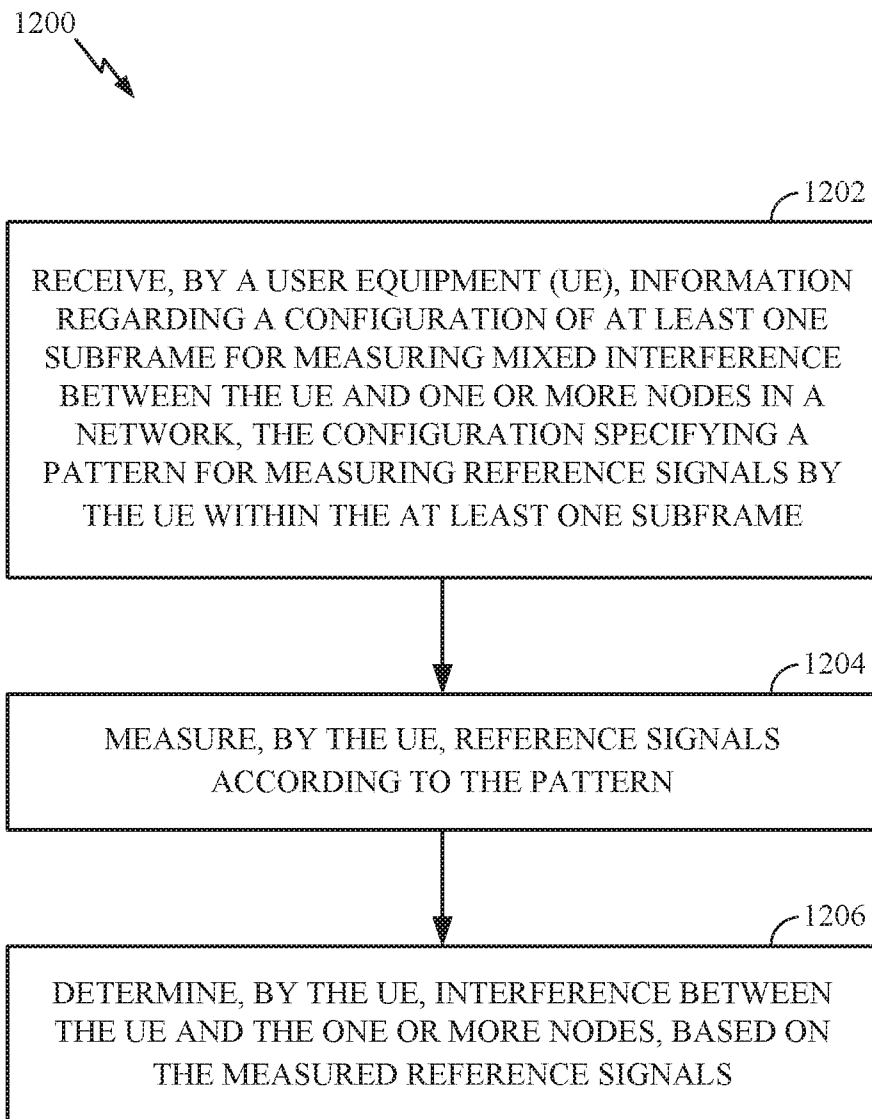 1200
1202
RECEIVE, BY A USER EQUIPMENT (UE), INFORMATION
REGARDING A CONFIGURATION OF AT LEAST ONE
SUBFRAME FOR MEASURING MIXED INTERFERENCE
BETWEEN THE UE AND ONE OR MORE NODES IN A
NETWORK, THE CONFIGURATION SPECIFYING A
PATTERN FOR MEASURING REFERENCE SIGNALS BY
THE UE WITHIN THE AT LEAST ONE SUBFRAME
1204
MEASURE, BY THE UE, REFERENCE SIGNALS
ACCORDING TO THE PATTERN
1206
DETERMINE, BY THE UE, INTERFERENCE BETWEEN
THE UE AND THE ONE OR MORE NODES, BASED ON
THE MEASURED REFERENCE SIGNALS